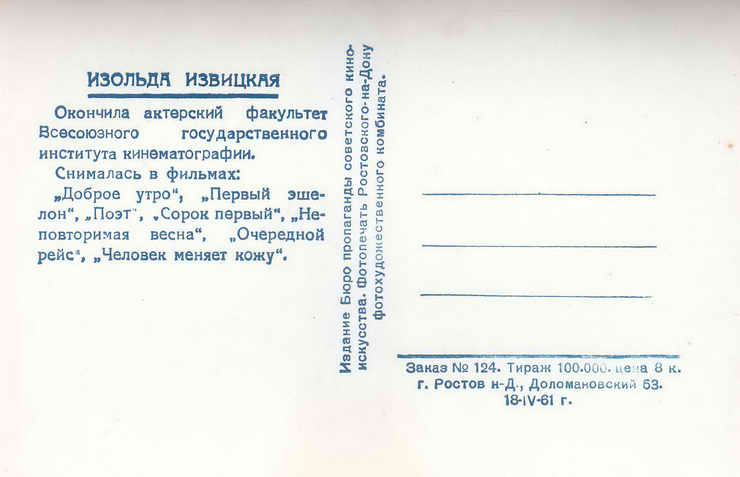 ИЗОЛЬДА ИЗВИЦКАЯ
Окончила актерский факультет
Всесоюзного государственного
института кинематографии.
Снималась в фильмах:
„Доброе утро“, „Первый эше-
лон“, „Поэт“, „Сорок первый“, „Не-
повторимая весна“, „Очередной
рейс“, „Человек меняет кожу“.
Издание Бюро пропаганды советского кино-
искусства. Фотопечать Ростовского-на-Дону
фотохудожественного комбината.
Заказ № 124. Тираж 100.000. цена 8 к.
г. Ростов н-Д., Доломановский 53.
18-IV-61 г.